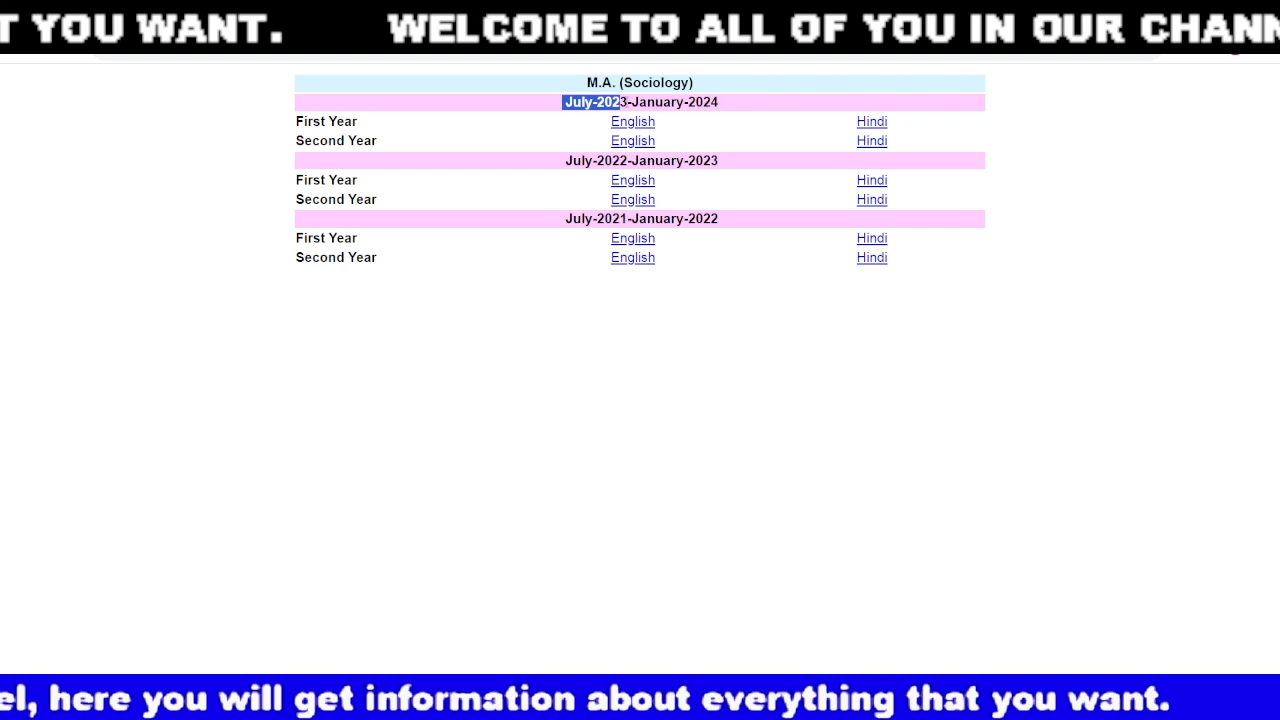 T YOU WANT. WELCOME TO ALL OF YOU IN OUR CHANN
M.A. (Sociology)
July-2023-January-2024
First Year English Hindi
Second Year English Hindi
July-2022-January-2023
First Year English Hindi
Second Year English Hindi
July-2021-January-2022
First Year English Hindi
Second Year English Hindi
el, here you will get information about everything that you want.